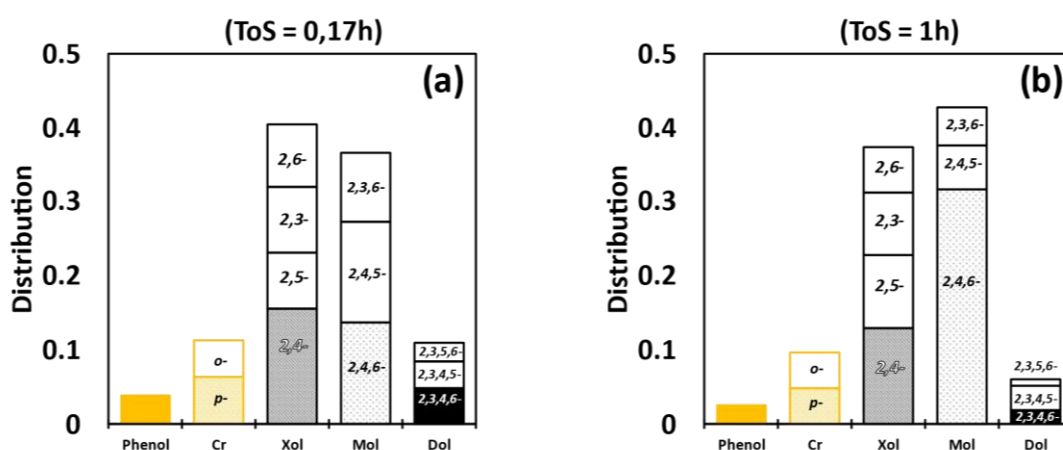 (ToS = 0,17h)
(a)
Distribution
0.5
0.4
0.3
0.2
0.1
0
o-
p-
2,6-
2,3-
2,5-
2,4-
2,3,6-
2,4,5-
2,4,6-
2,3,5,6-
2,3,4,5-
2,3,4,6-
Phenol Cr Xol Mol Dol
(ToS = 1h)
(b)
Distribution
0.5
0.4
0.3
0.2
0.1
0
o-
p-
2,6-
2,3-
2,5-
2,4-
2,3,6-
2,4,5-
2,4,6-
2,3,5,6-
2,3,4,5-
2,3,4,6-
Phenol Cr Xol Mol Dol